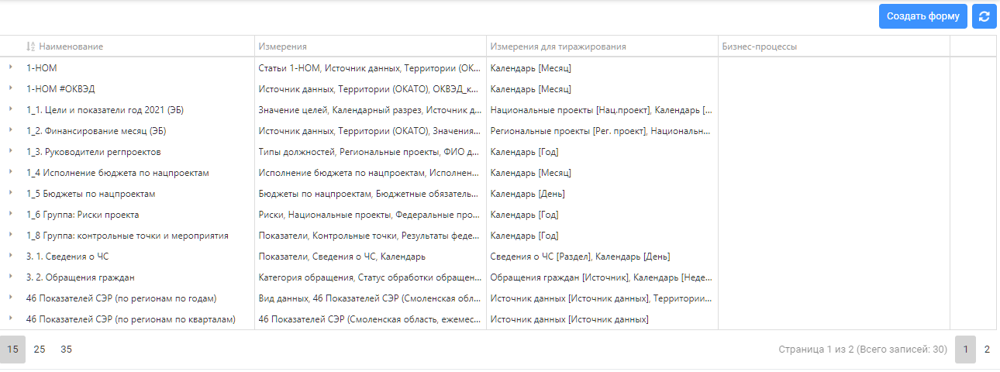 Создать форму
Наименование Измерения Измерения для тиражирования Бизнес-процессы
1-НОМ Статьи 1-НОМ, Источник данных, Территории (ОК... Календарь [Месяц]
1-НОМ #ОКВЭД Источник данных, Территории (ОКАТО), ОКВЭД_к... Календарь [Месяц]
1_1. Цели и показатели год 2021 (ЭБ) Значение целей, Календарный разрез, Источник д... Национальные проекты [Нац.проект], Календарь [...
1_2. Финансирование месяц (ЭБ) Источник данных, Территории (ОКАТО), Значения... Региональные проекты [Рег. проект], Национальн...
1_3. Руководители регпроектов Типы должностей, Региональные проекты, ФИО д... Календарь [Год]
1_4 Исполнение бюджета по нацпроектам Исполнение бюджета по нацпроектам, Исполнен... Календарь [Месяц]
1_5 Бюджеты по нацпроектам Бюджеты по нацпроектам, Бюджетные обязатель... Календарь [День]
1_6 Группа: Риски проекта Риски, Национальные проекты, Федеральные про... Календарь [Год]
1_8 Группа: контрольные точки и мероприятия Показатели, Контрольные точки, Результаты феде... Календарь [Год]
3. 1. Сведения о ЧС Показатели, Сведения о ЧС, Календарь Сведения о ЧС [Раздел], Календарь [День]
3. 2. Обращения граждан Категория обращения, Статус обработки обращен... Обращения граждан [Источник], Календарь [Неде...
46 Показателей СЭР (по регионам по годам) Вид данных, 46 Показателей СЭР (Смоленская обл... Источник данных [Источник данных], Территории...
46 Показателей СЭР (по регионам по кварталам) 46 Показателей СЭР (Смоленская область, ежемес... Источник данных [Источник данных]
15 25 35 Страница 1 из 2 (Всего записей: 30) 1 2